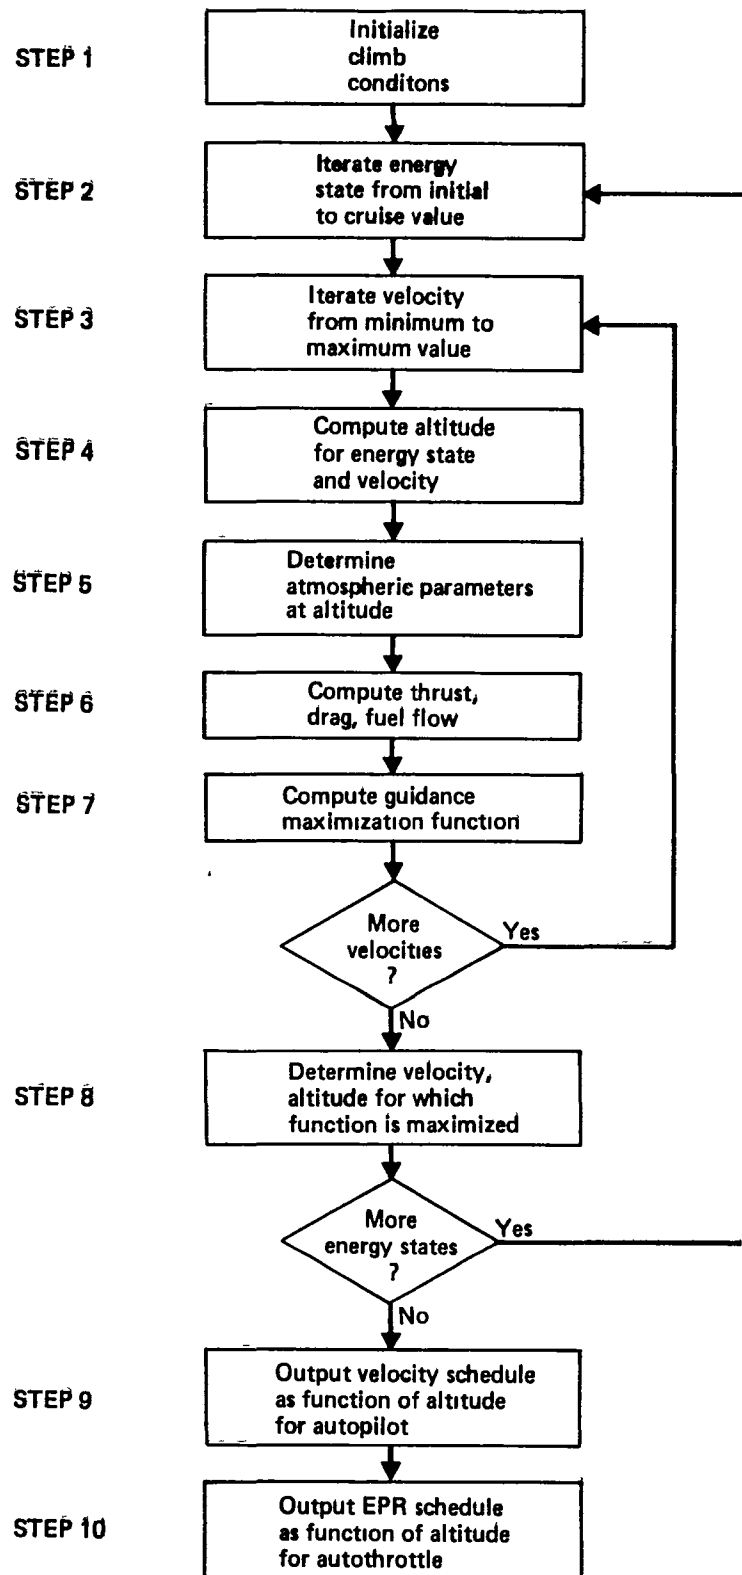 STEP 1
Initialize
climb
conditons
STEP 2
Iterate energy
state from initial
to cruise value
STEP 3
Iterate velocity
from minimum to
maximum value
STEP 4
Compute altitude
for energy state
and velocity
STEP 5
Determine
atmospheric parameters
at altitude
STEP 6
Compute thrust,
drag, fuel flow
STEP 7
Compute guidance
maximization function
More
velocities
?
Yes
No
STEP 8
Determine velocity,
altitude for which
function is maximized
More
energy states
?
Yes
No
STEP 9
Output velocity schedule
as function of altitude
for autopilot
STEP 10
Output EPR schedule
as function of altitude
for autothrottle